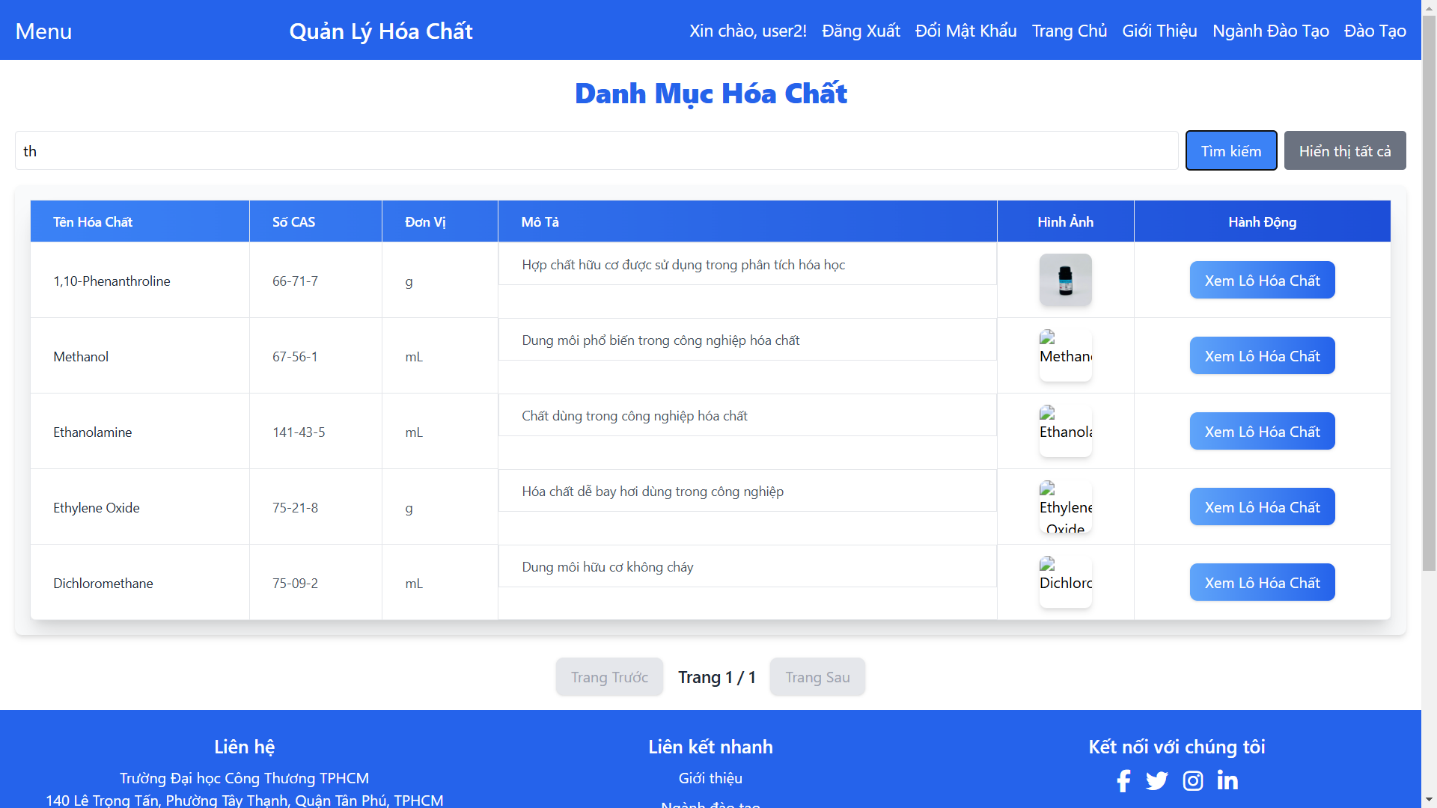 Menu Quản Lý Hóa Chất Xin chào, user2! Đăng Xuất Đổi Mật Khẩu Trang Chủ Giới Thiệu Ngành Đào Tạo Đào Tạo
Danh Mục Hóa Chất
th Tìm kiếm Hiển thị tất cả
Tên Hóa Chất Số CAS Đơn Vị Mô Tả Hình Ảnh Hành Động
1,10-Phenanthroline 66-71-7 g Hợp chất hữu cơ được sử dụng trong phân tích hóa học Xem Lô Hóa Chất
Methanol 67-56-1 mL Dung môi phổ biến trong công nghiệp hóa chất Methano Xem Lô Hóa Chất
Ethanolamine 141-43-5 mL Chất dùng trong công nghiệp hóa chất Ethanola Xem Lô Hóa Chất
Ethylene Oxide 75-21-8 g Hóa chất dễ bay hơi dùng trong công nghiệp Ethylene Xem Lô Hóa Chất
Oxide
Dichloromethane 75-09-2 mL Dung môi hữu cơ không cháy Dichloro Xem Lô Hóa Chất
Trang Trước Trang 1 / 1 Trang Sau
Liên hệ Liên kết nhanh Kết nối với chúng tôi
Trường Đại học Công Thương TPHCM Giới thiệu
140 Lê Trọng Tấn, Phường Tây Thạnh, Quận Tân Phú, TPHCM Ngành đào tạo